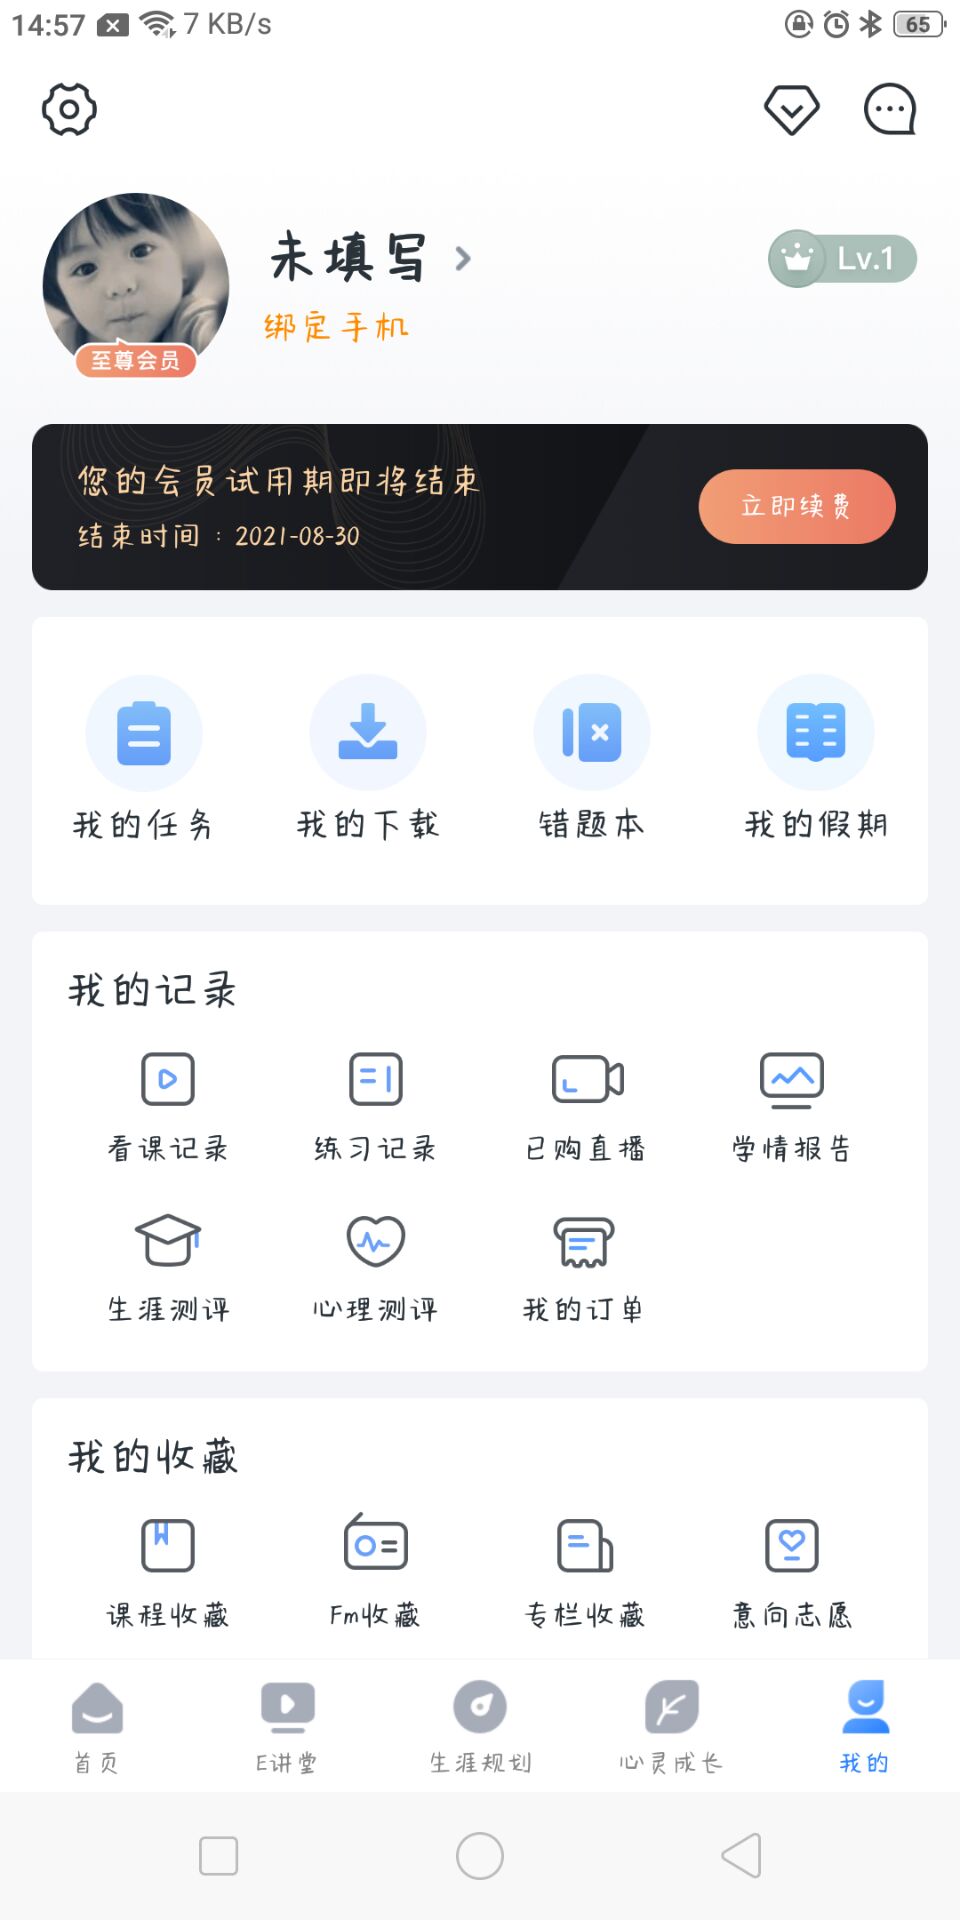 14:57 7 KB/s 65
未填写
Lv.1
绑定手机
至尊会员
您的会员试用期即将结束
立即续费
结束时间：2021-08-30
我的任务 我的下载 错题本 我的假期
我的记录
看课记录 练习记录 已购直播 学情报告
生涯测评 心理测评 我的订单
我的收藏
课程收藏 Fm收藏 专栏收藏 意向志愿
首页 E讲堂 生涯规划 心灵成长 我的